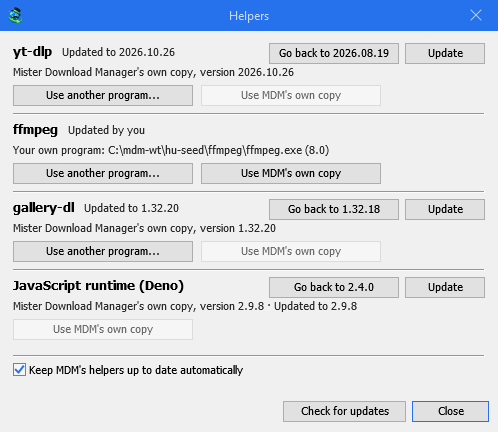 Helpers
yt-dlp Updated to 2026.10.26 Go back to 2026.08.19 Update
Mister Download Manager's own copy, version 2026.10.26
Use another program... Use MDM's own copy
ffmpeg Updated by you
Your own program: C:\mdm-wt\hu-seed\ffmpeg\ffmpeg.exe (8.0)
Use another program... Use MDM's own copy
gallery-dl Updated to 1.32.20 Go back to 1.32.18 Update
Mister Download Manager's own copy, version 1.32.20
Use another program... Use MDM's own copy
JavaScript runtime (Deno) Go back to 2.4.0 Update
Mister Download Manager's own copy, version 2.9.8 · Updated to 2.9.8
Use MDM's own copy
Keep MDM's helpers up to date automatically
Check for updates Close